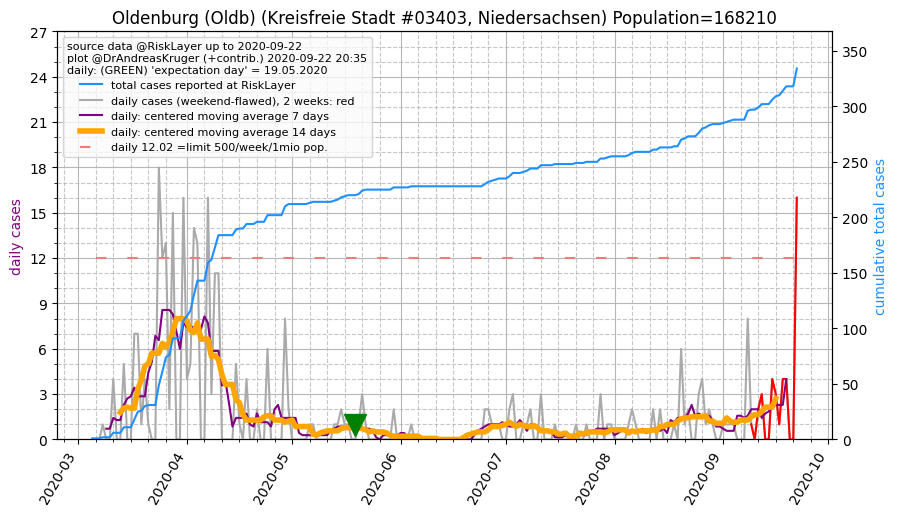 Oldenburg (Oldb) (Kreisfreie Stadt #03403, Niedersachsen) Population=168210
source data @RiskLayer up to 2020-09-22
plot @DrAndreasKruger (+contrib.) 2020-09-22 20:35
daily: (GREEN) 'expectation day' = 19.05.2020
total cases reported at RiskLayer
daily cases (weekend-flawed), 2 weeks: red
daily: centered moving average 7 days
daily: centered moving average 14 days
daily 12.02 =limit 500/week/1mio pop.
daily cases
27
24
21
18
15
12
9
6
3
0
cumulative total cases
350
300
250
200
150
100
50
0
2020-03
2020-04
2020-05
2020-06
2020-07
2020-08
2020-09
2020-10